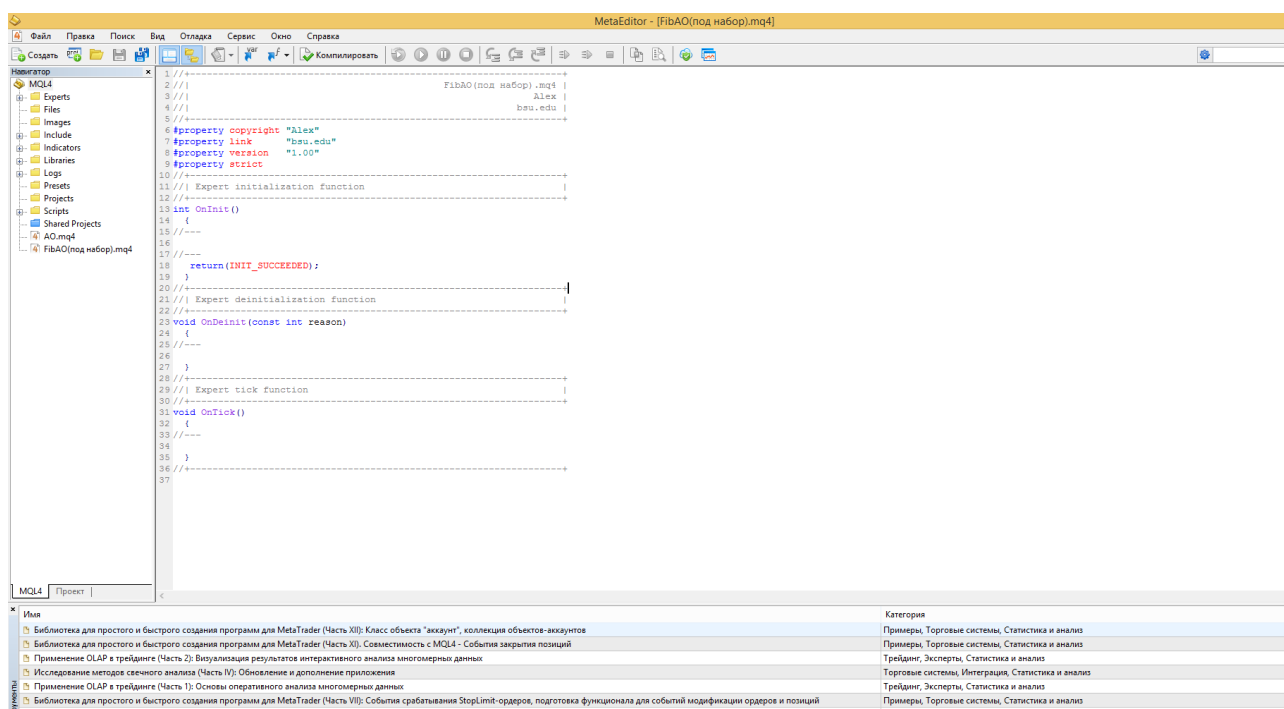 MetaEditor - [FibAO(под набор).mq4]
Файл Правка Поиск Вид Отладка Сервис Окно Справка
Создать Компилировать
Навигатор
MQL4
Experts
Files
Images
Include
Indicators
Libraries
Logs
Presets
Projects
Scripts
Shared Projects
AO.mq4
FibAO(под набор).mq4
MQL4 Проект
1 //+------------------------------------------------------------------+
2 //| FibAO(под набор).mq4 |
3 //| Alex |
4 //| bsu.edu |
5 //+------------------------------------------------------------------+
6 #property copyright "Alex"
7 #property link "bsu.edu"
8 #property version "1.00"
9 #property strict
10 //+------------------------------------------------------------------+
11 //| Expert initialization function |
12 //+------------------------------------------------------------------+
13 int OnInit()
14 {
15 //---
16
17 //---
18 return(INIT_SUCCEEDED);
19 }
20 //+------------------------------------------------------------------+
21 //| Expert deinitialization function |
22 //+------------------------------------------------------------------+
23 void OnDeinit(const int reason)
24 {
25 //---
26
27 }
28 //+------------------------------------------------------------------+
29 //| Expert tick function |
30 //+------------------------------------------------------------------+
31 void OnTick()
32 {
33 //---
34
35 }
36 //+------------------------------------------------------------------+
37
Имя Категория
Библиотека для простого и быстрого создания программ для MetaTrader (Часть XII): Класс объекта "аккаунт", коллекция объектов-аккаунтов Примеры, Торговые системы, Статистика и анализ
Библиотека для простого и быстрого создания программ для MetaTrader (Часть XI). Совместимость с MQL4 - События закрытия позиций Примеры, Торговые системы, Статистика и анализ
Применение OLAP в трейдинге (Часть 2): Визуализация результатов интерактивного анализа многомерных данных Трейдинг, Эксперты, Статистика и анализ
Исследование методов свечного анализа (Часть IV): Обновление и дополнение приложения Торговые системы, Интеграция, Статистика и анализ
Применение OLAP в трейдинге (Часть 1): Основы оперативного анализа многомерных данных Трейдинг, Эксперты, Статистика и анализ
Библиотека для простого и быстрого создания программ для MetaTrader (Часть VII): События срабатывания StopLimit-ордеров, подготовка функционала для событий модификации ордеров и позиций Примеры, Торговые системы, Статистика и анализ